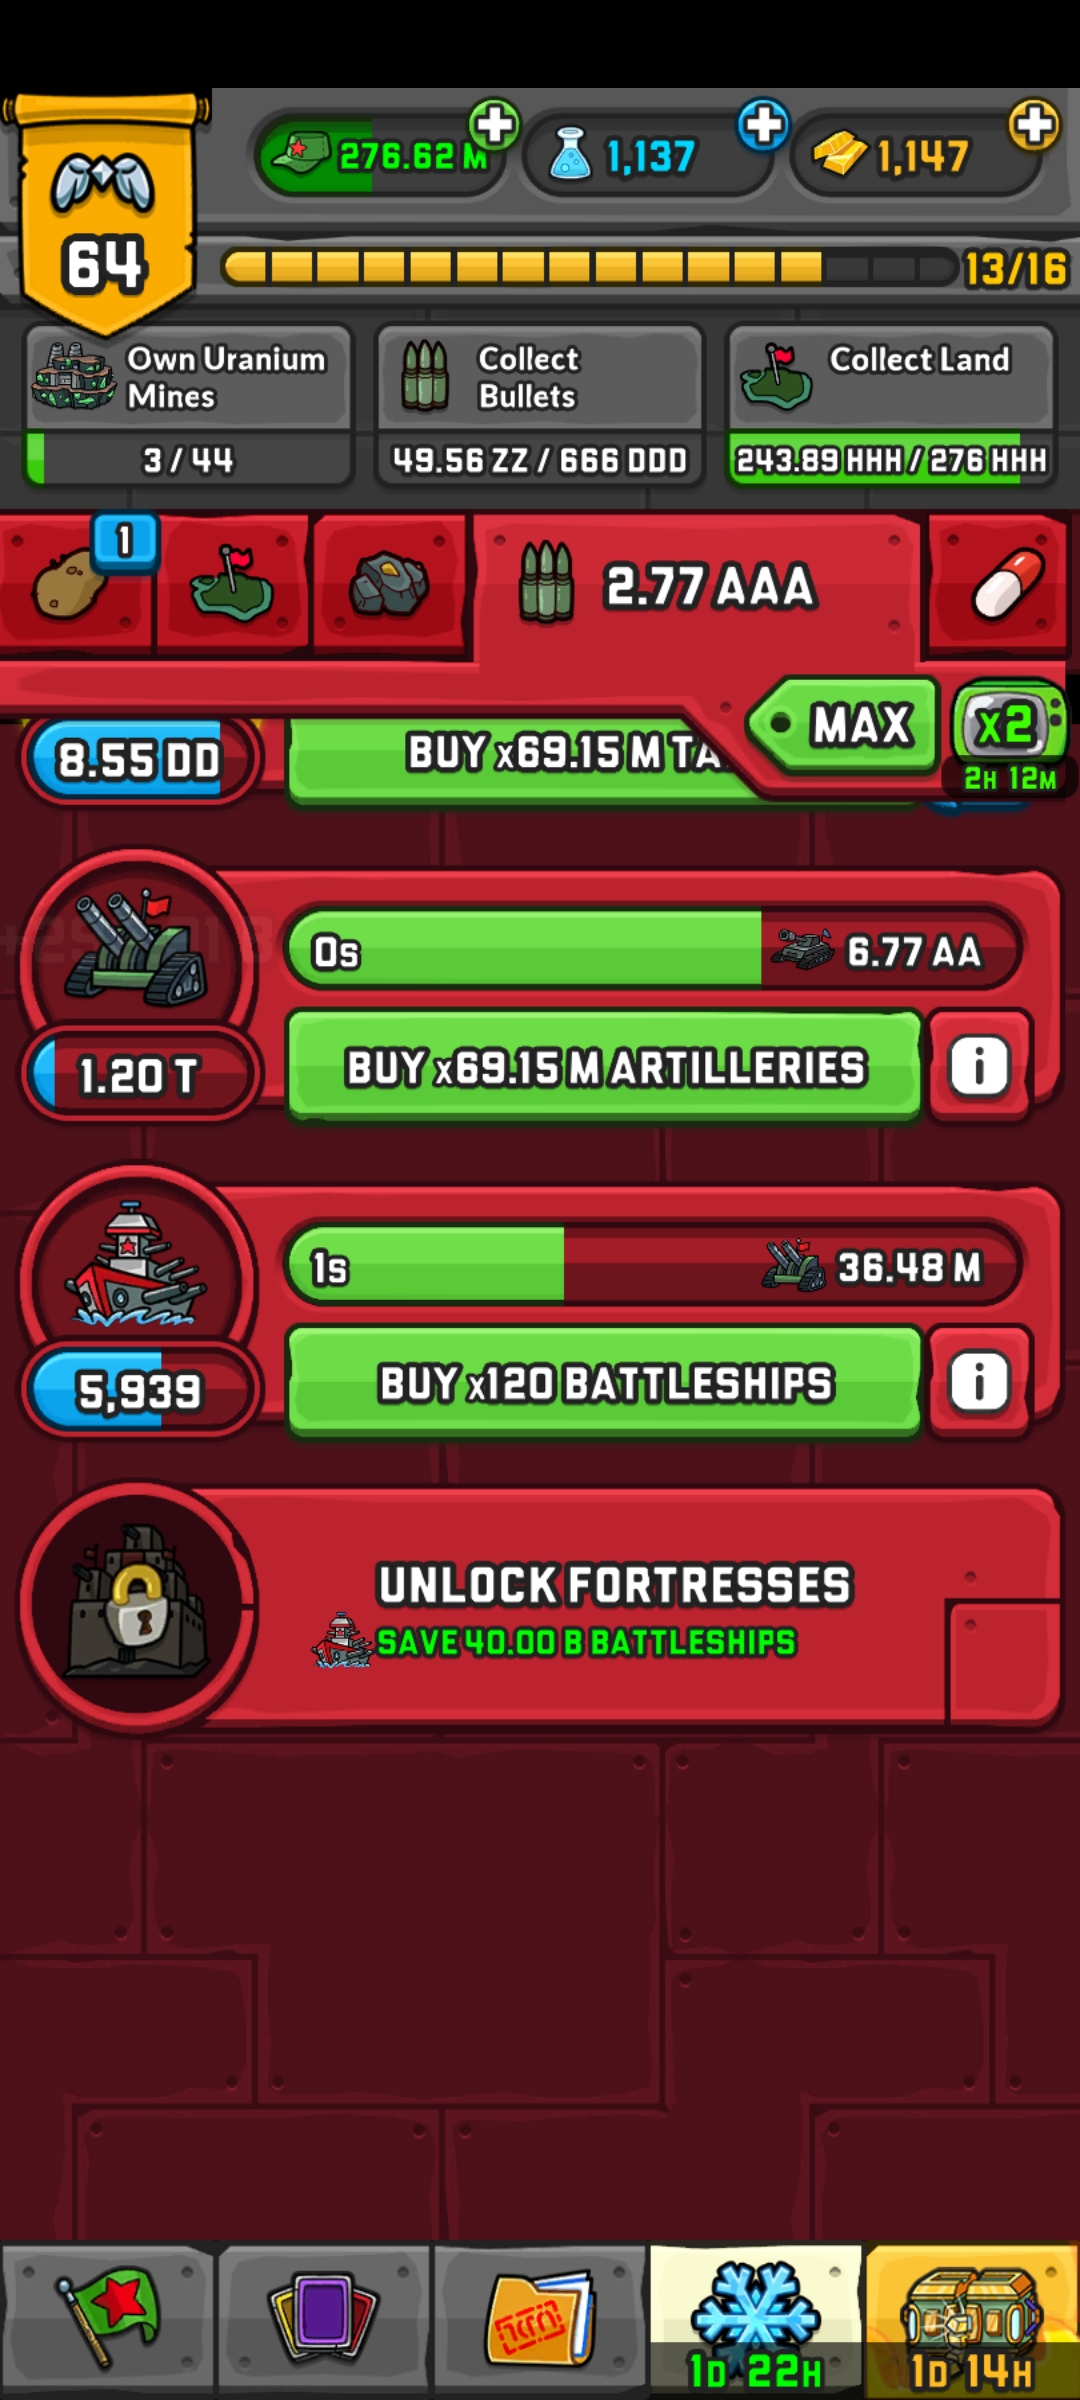 276.62 M
1,137
1,147
64
13/16
Own Uranium
Mines
3 / 44
Collect
Bullets
49.56 ZZ / 666 DDD
Collect Land
243.89 HHH / 276 HHH
1
2.77 AAA
MAX
x2
2H 12M
8.55 DD
BUY x69.15 M TA
0s
6.77 AA
1.20 T
BUY x69.15 M ARTILLERIES
i
1s
36.48 M
5,939
BUY x120 BATTLESHIPS
i
UNLOCK FORTRESSES
SAVE 40.00 B BATTLESHIPS
1D 22H
1D 14H